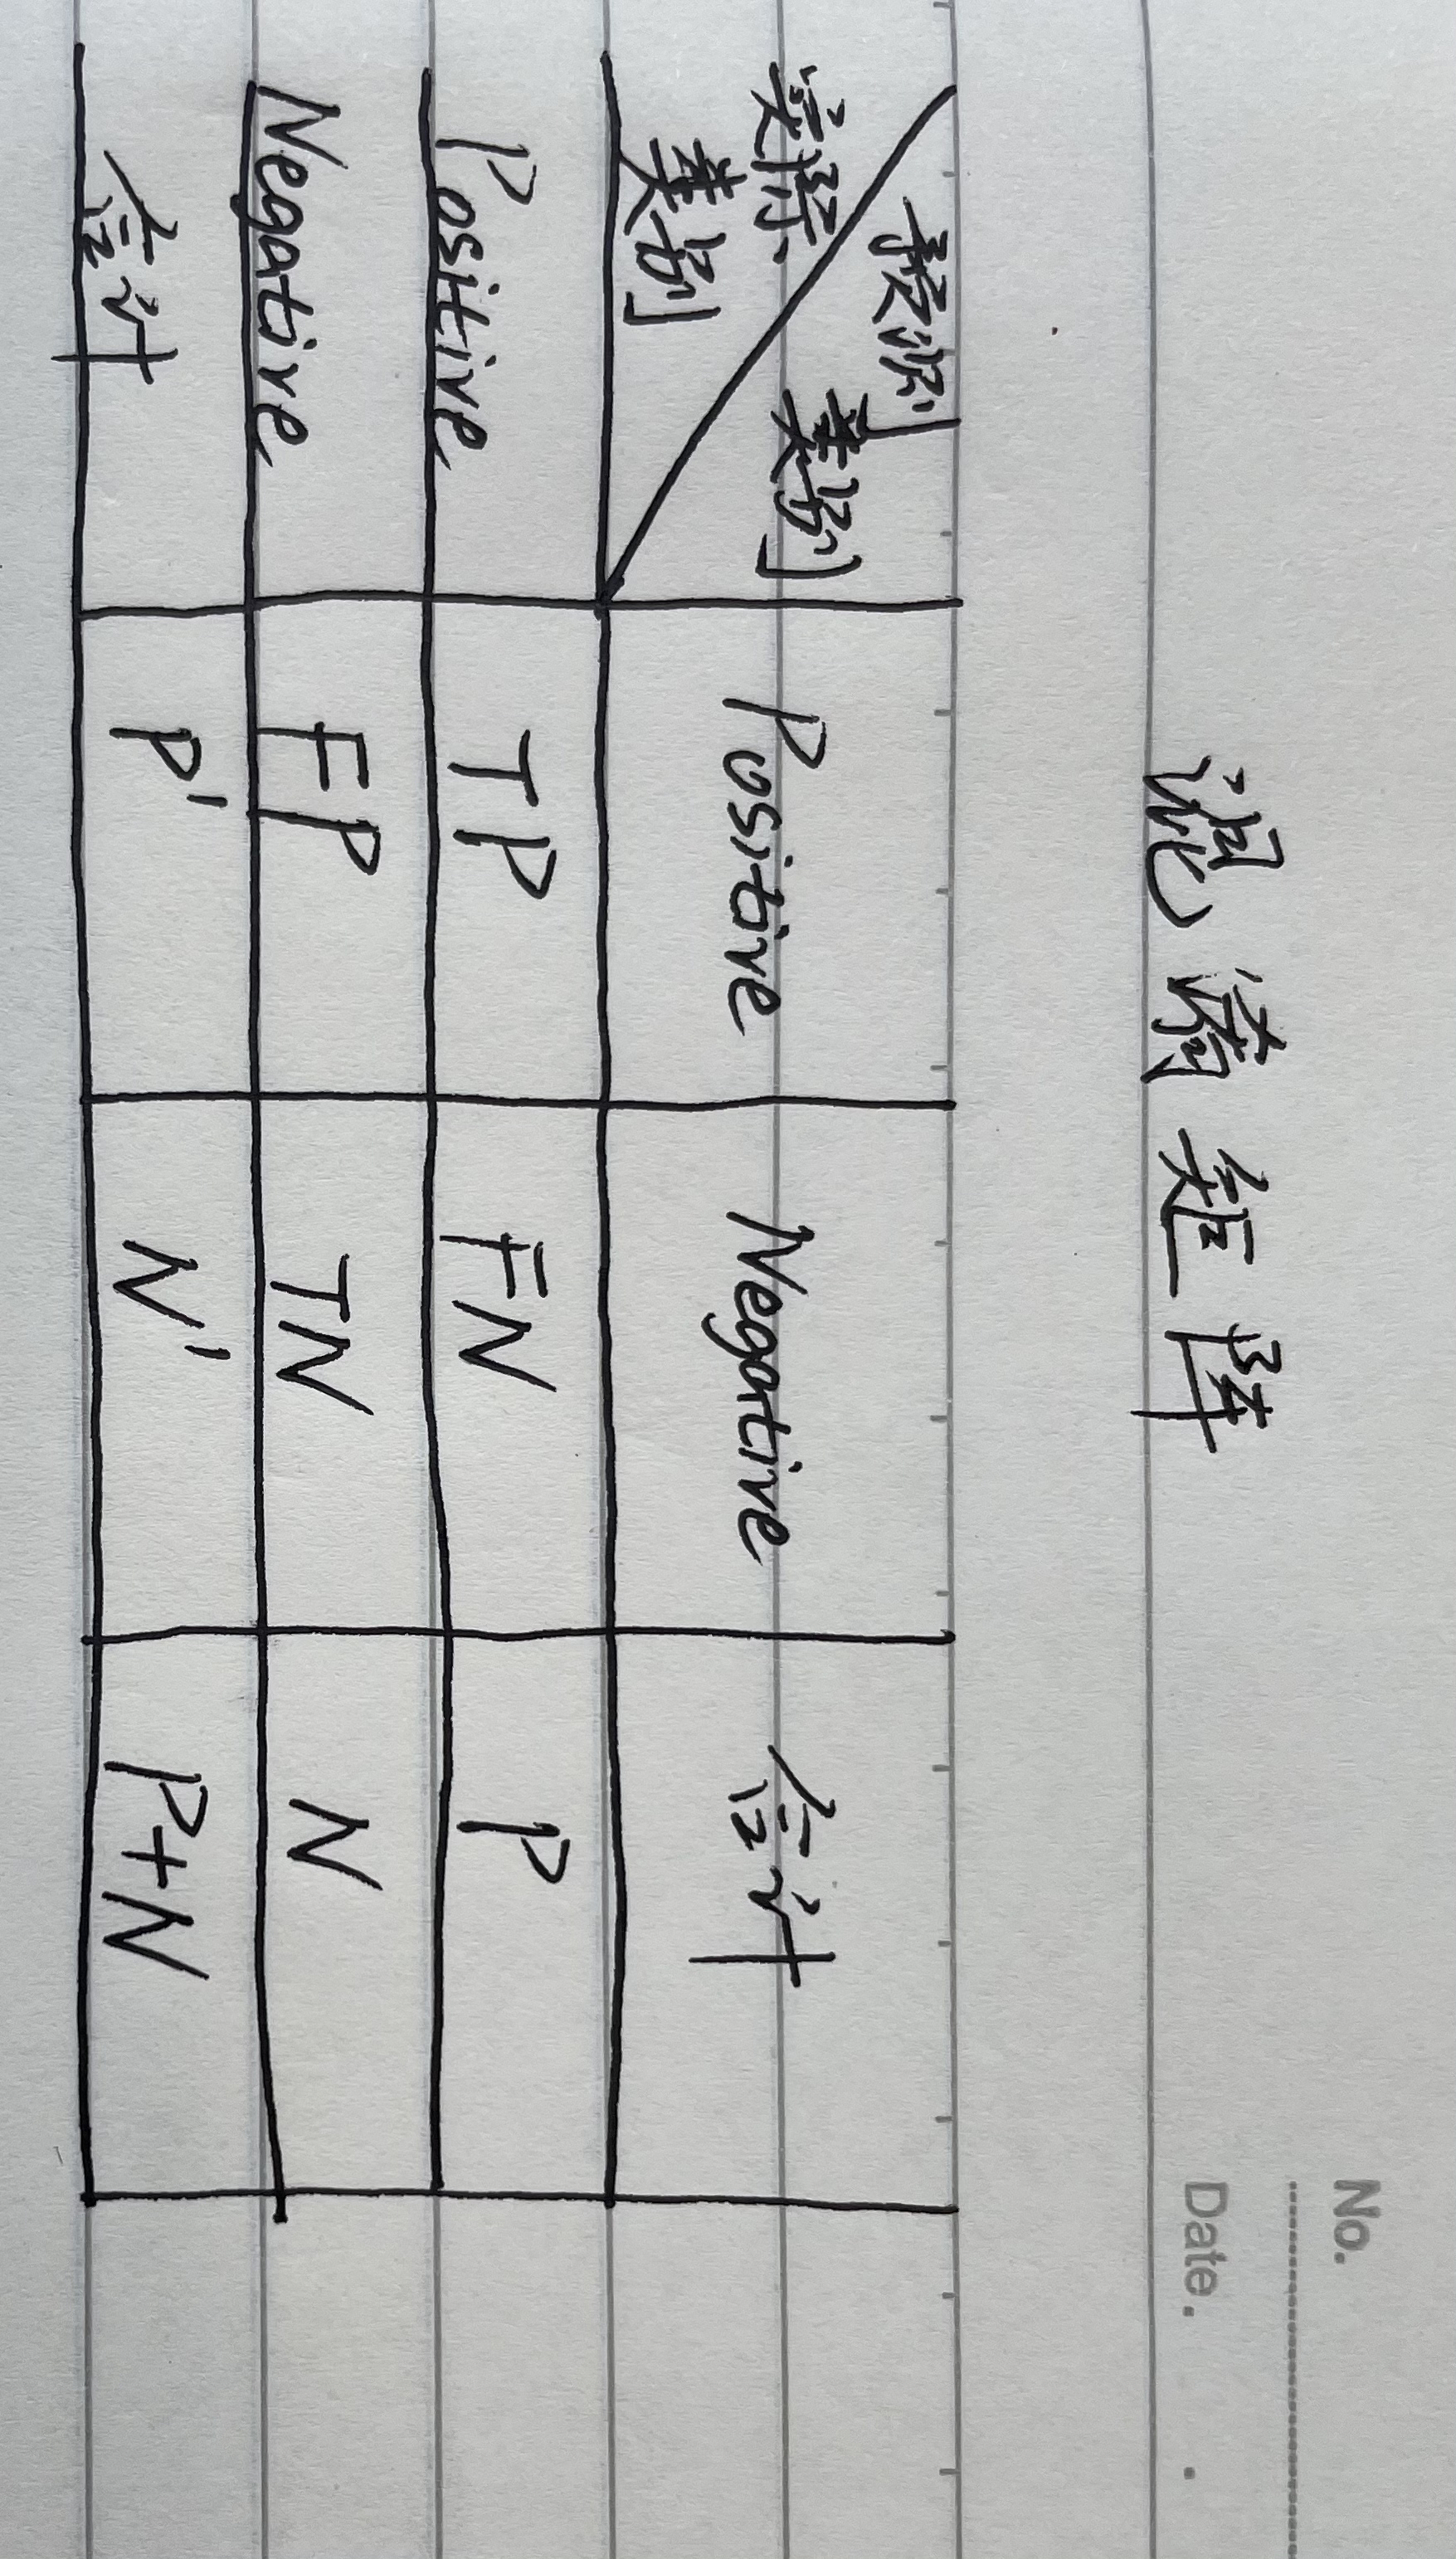 No.
Date. .
混淆矩阵
预测类别
实际类别
Positive Negative 合计
Positive TP FN P
Negative FP TN N
合计 P' N' P+N